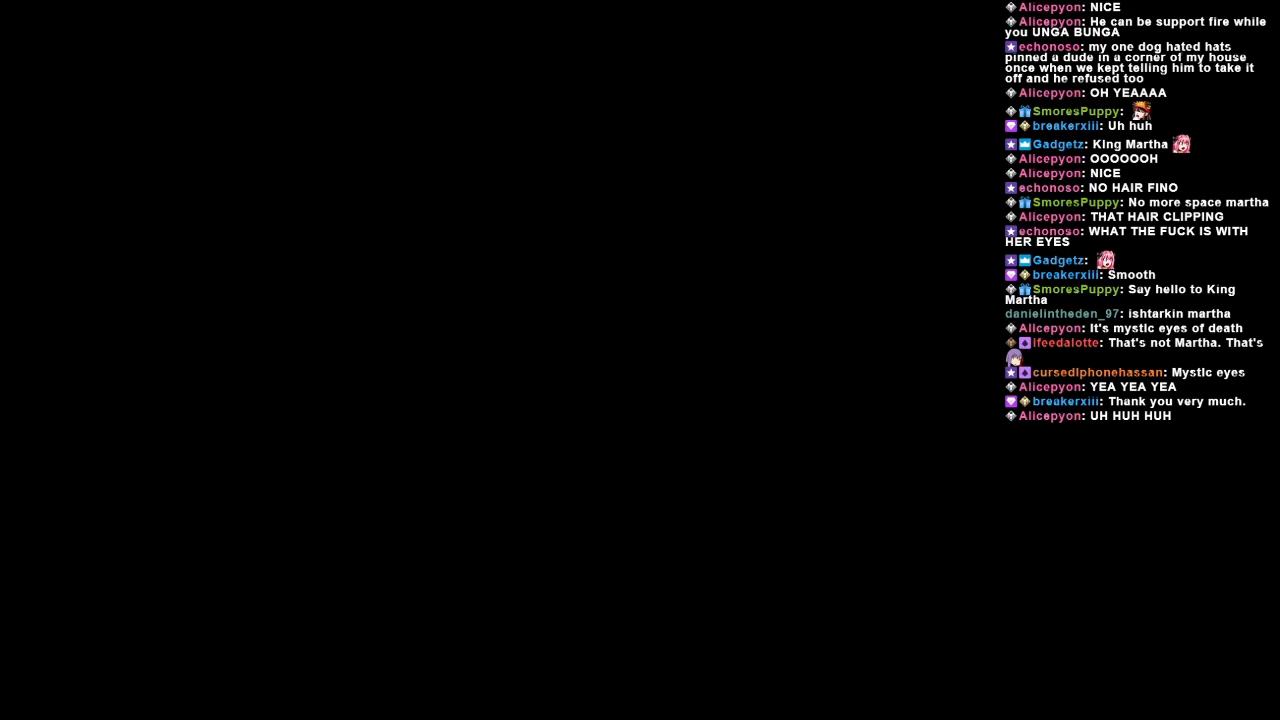 Alicepyon: NICE
Alicepyon: He can be support fire while
you UNGA BUNGA
echonoso: my one dog hated hats
pinned a dude in a corner of my house
once when we kept telling him to take it
off and he refused too
Alicepyon: OH YEAAAA
SmoresPuppy:
breakerxiii: Uh huh
Gadgetz: King Martha
Alicepyon: OOOOOOH
Alicepyon: NICE
echonoso: NO HAIR FINO
SmoresPuppy: No more space martha
Alicepyon: THAT HAIR CLIPPING
echonoso: WHAT THE FUCK IS WITH
HER EYES
Gadgetz:
breakerxiii: Smooth
SmoresPuppy: Say hello to King
Martha
danielintheden_97: ishtarkin martha
Alicepyon: It's mystic eyes of death
ifeedalotte: That's not Martha. That's
cursediphonehassan: Mystic eyes
Alicepyon: YEA YEA YEA
breakerxiii: Thank you very much.
Alicepyon: UH HUH HUH